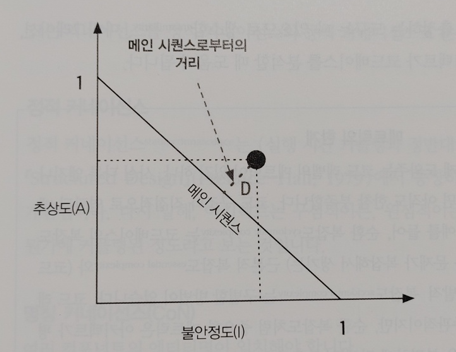 메인 시퀀스로부터의
거리
1
D
메인 시퀀스
추상도(A)
불안정도(I)
1